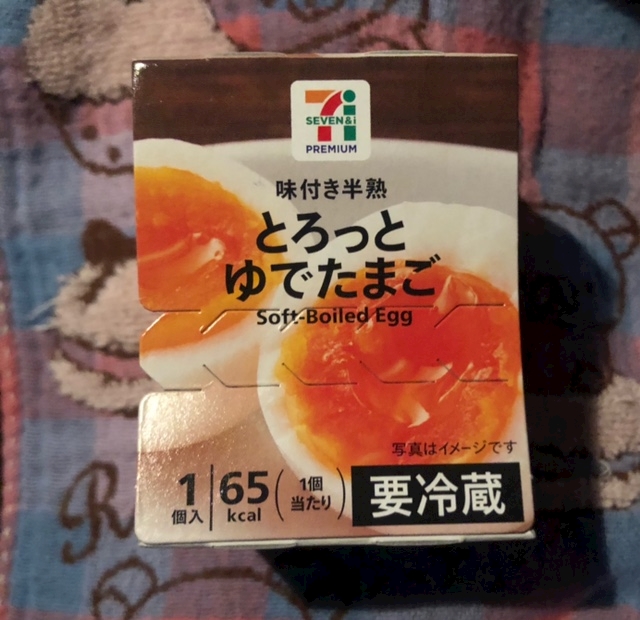 SEVEN&i
PREMIUM
味付き半熟
とろっと
ゆでたまご
Soft-Boiled Egg
写真はイメージです
1
個入
65
kcal
(1個
当たり)
要冷蔵
R